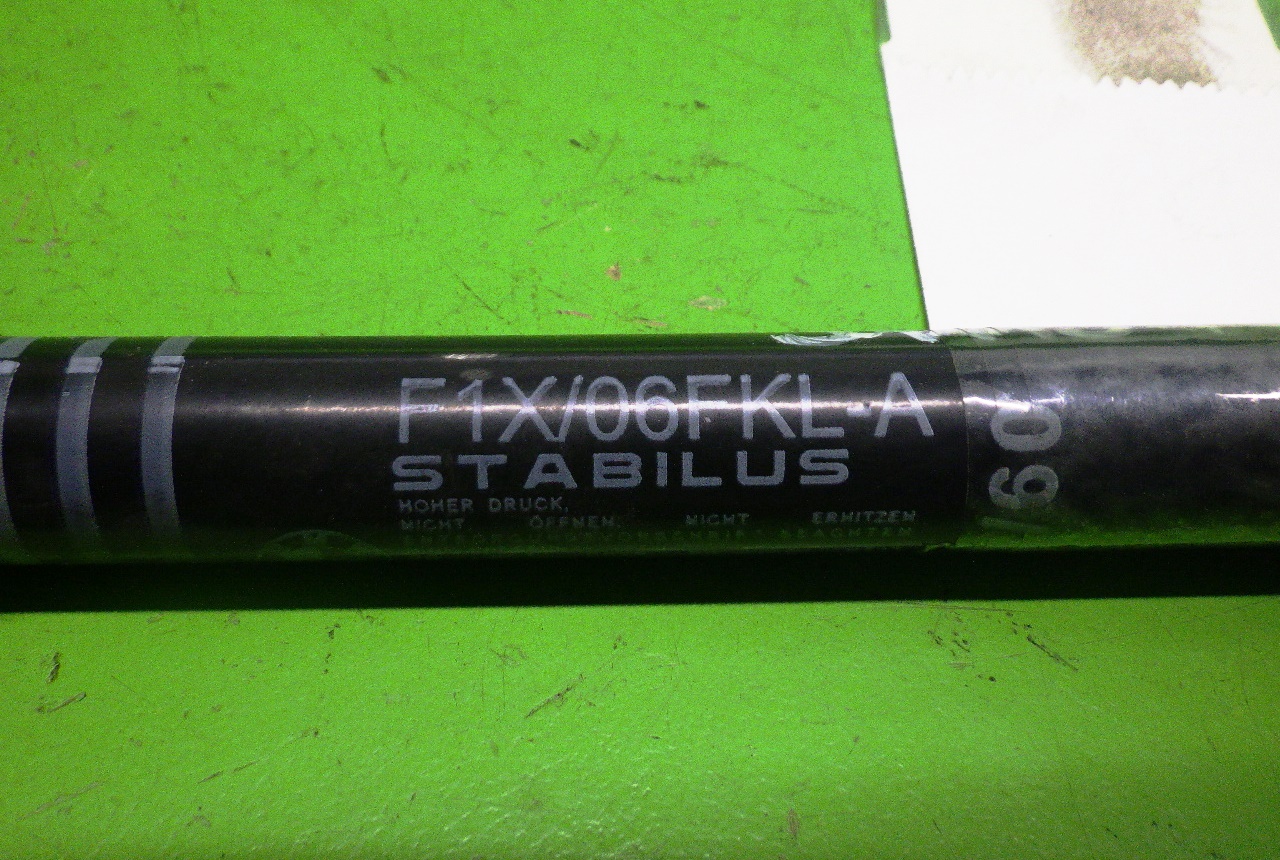 F1X/06FKL-A
STABILUS
HOHER DRUCK,
NICHT ÖFFNEN, NICHT ERHITZEN
60